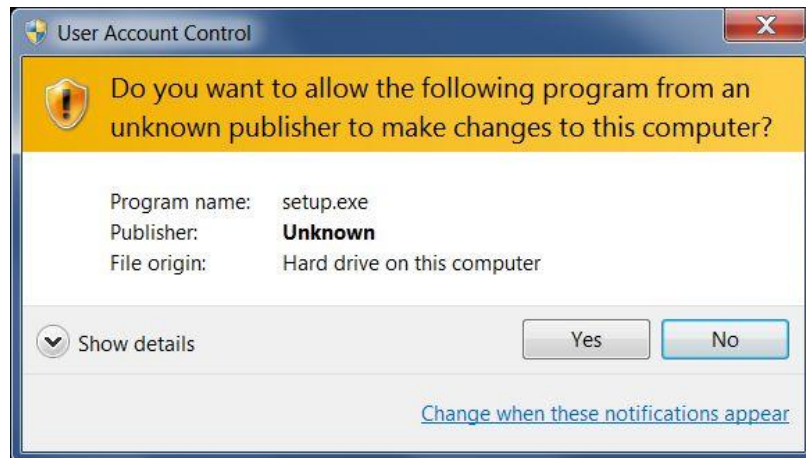 User Account Control
Do you want to allow the following program from an
unknown publisher to make changes to this computer?
Program name: setup.exe
Publisher: Unknown
File origin: Hard drive on this computer
Show details
Yes No
Change when these notifications appear